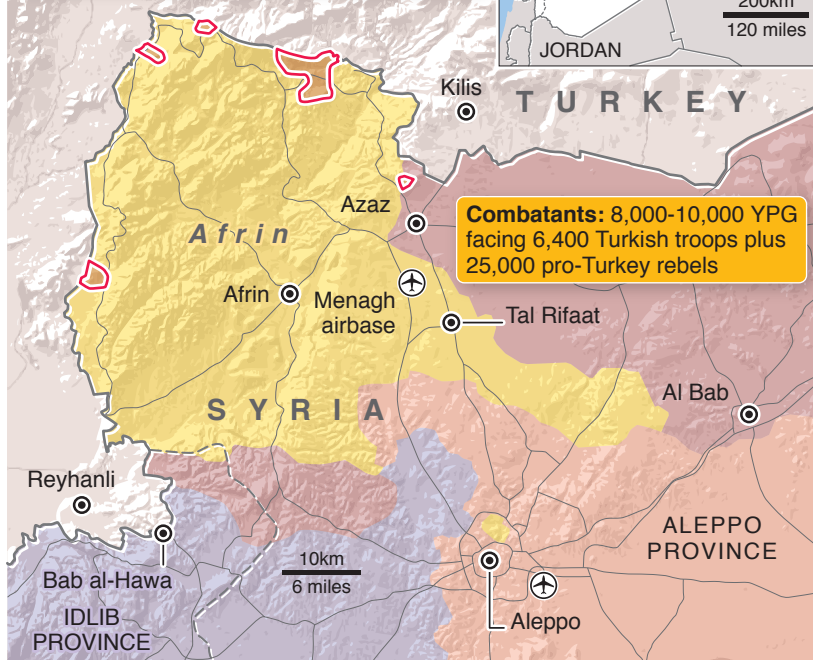 200km
120 miles
JORDAN
Kilis
TURKEY
Azaz
Combatants: 8,000-10,000 YPG
facing 6,400 Turkish troops plus
25,000 pro-Turkey rebels
Afrin
Afrin
Menagh
airbase
Tal Rifaat
SYRIA
Al Bab
Reyhanli
ALEPPO
PROVINCE
10km
6 miles
Bab al-Hawa
IDLIB
PROVINCE
Aleppo